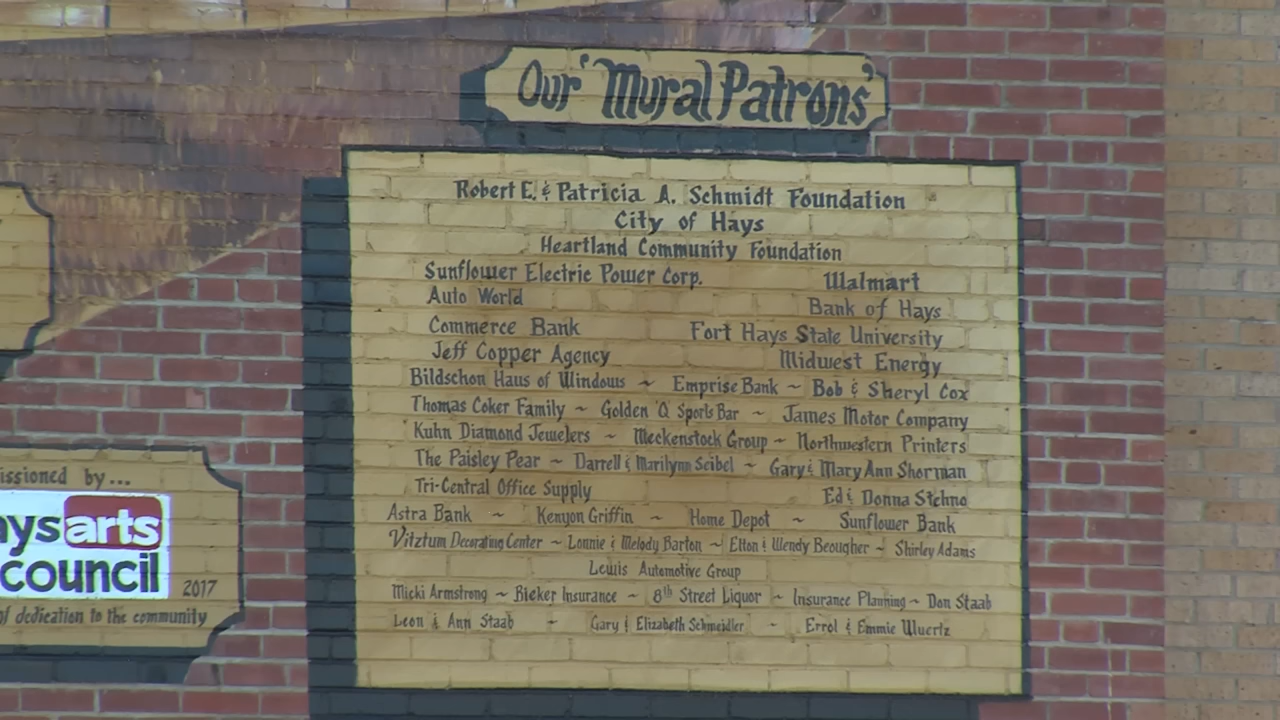 Our Mural Patrons
Robert E. & Patricia A. Schmidt Foundation
City of Hays
Heartland Community Foundation
Sunflower Electric Power Corp. Walmart
Auto World Bank of Hays
Commerce Bank Fort Hays State University
Jeff Copper Agency Midwest Energy
Bildschon Haus of Windows ~ Emprise Bank ~ Bob & Sheryl Cox
Thomas Coker Family ~ Golden 'Q' Sports Bar ~ James Motor Company
Kuhn Diamond Jewelers ~ Meckenstock Group ~ Northwestern Printers
The Paisley Pear ~ Darrell & Marilynn Seibel ~ Gary & Mary Ann Shorman
Tri-Central Office Supply Ed & Donna Stehno
Astra Bank ~ Kenyon Griffin ~ Home Depot ~ Sunflower Bank
Vitztum Decorating Center ~ Lonnie & Melody Barton ~ Elton & Wendy Beougher ~ Shirley Adams
Lewis Automotive Group
Micki Armstrong ~ Bieker Insurance ~ 8th Street Liquor ~ Insurance Planning ~ Don Staab
Leon & Ann Staab ~ Gary & Elizabeth Schmeidler ~ Errol & Emmie Wuertz
issioned by...
ays arts
council 2017
of dedication to the community